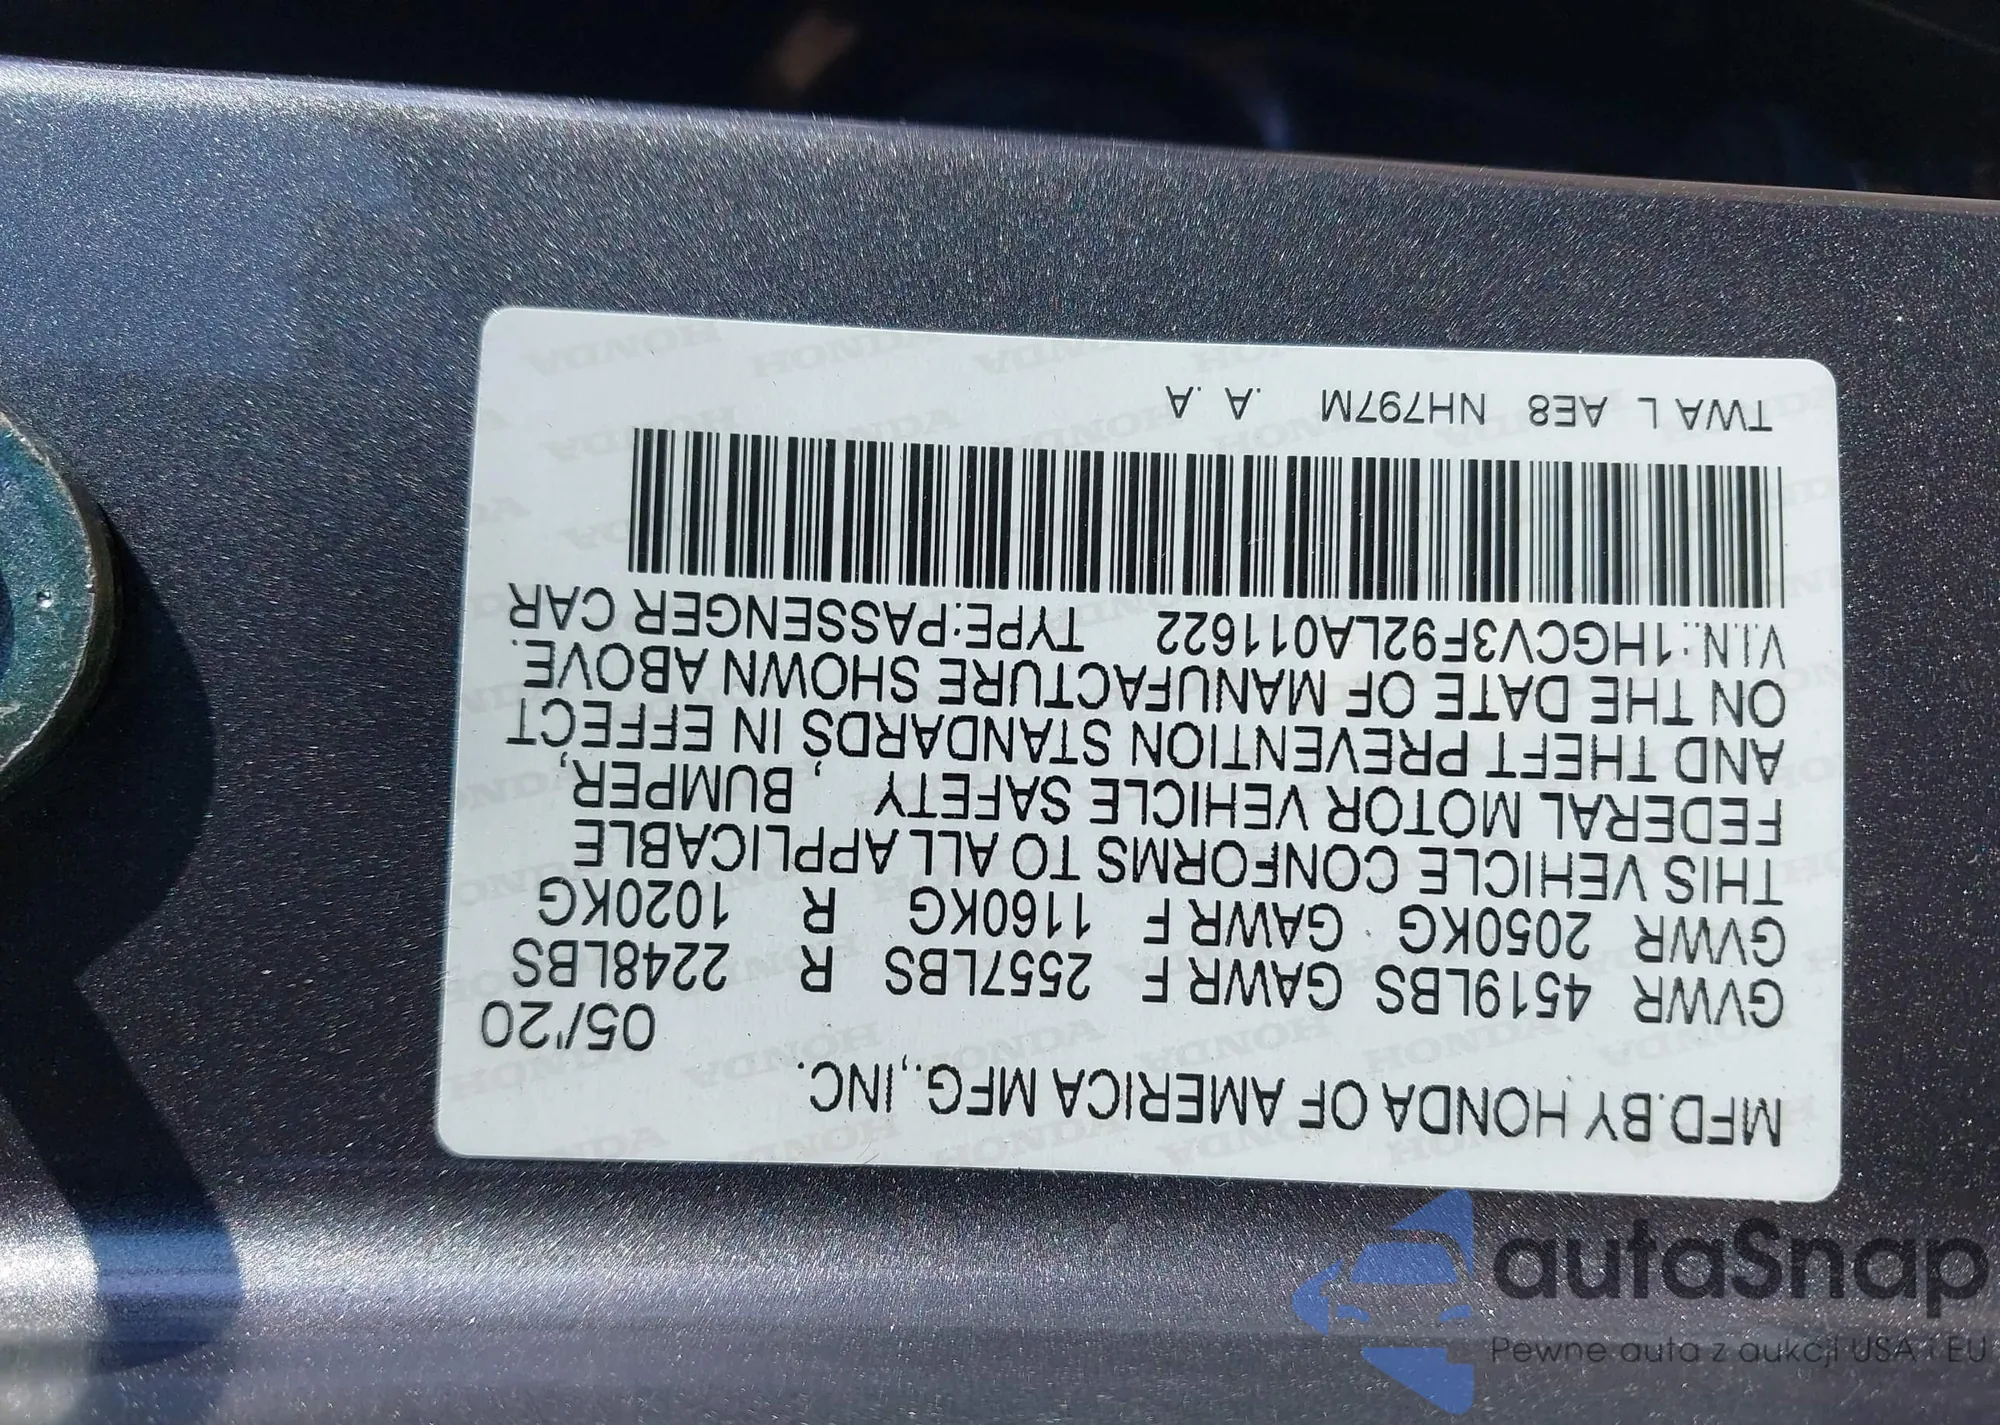 MFD.BY HONDA OF AMERICA MFG.,INC.
05/'20
GVWR 4519LBS GAWR F 2557LBS R 2248LBS
GVWR 2050KG GAWR F 1160KG R 1020KG
THIS VEHICLE CONFORMS TO ALL APPLICABLE
FEDERAL MOTOR VEHICLE SAFETY , BUMPER,
AND THEFT PREVENTION STANDARDS IN EFFECT
ON THE DATE OF MANUFACTURE SHOWN ABOVE.
V.I.N.:1HGCV3F92LA011622 TYPE:PASSENGER CAR
TWA L AE8 NH797M .A .A
autaSnap
Pewne auta z aukcji USA i EU